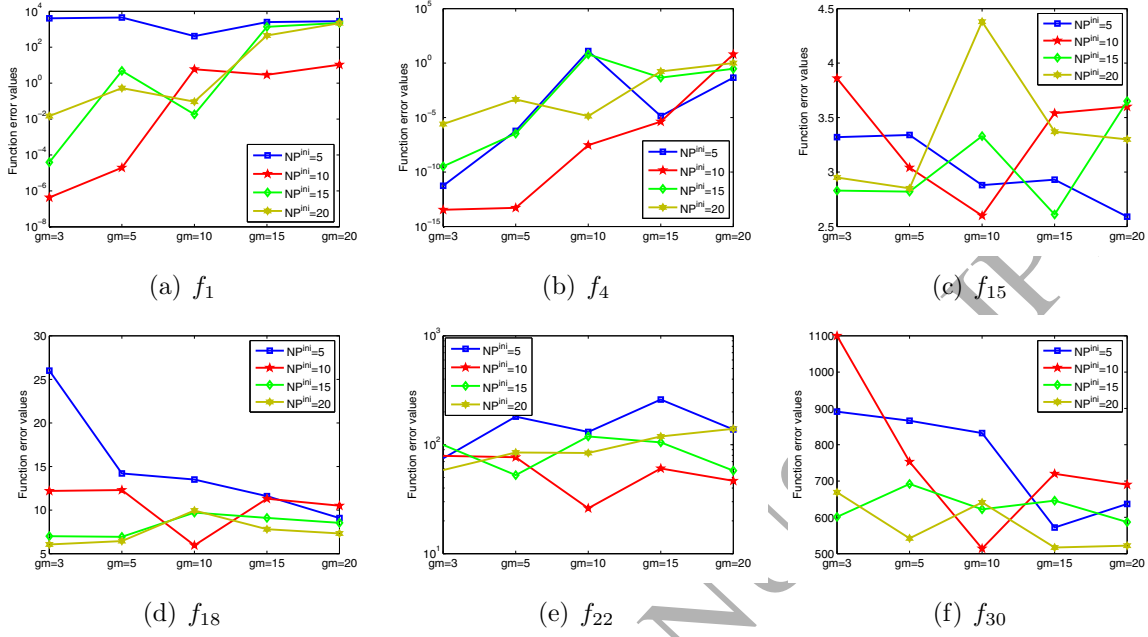 10^4
10^2
10^0
10^-2
10^-4
10^-6
10^-8
Function error values
gm=3 gm=5 gm=10 gm=15 gm=20
NP^ini=5
NP^ini=10
NP^ini=15
NP^ini=20
(a) f_1
10^5
10^0
10^-5
10^-10
10^-15
Function error values
gm=3 gm=5 gm=10 gm=15 gm=20
NP^ini=5
NP^ini=10
NP^ini=15
NP^ini=20
(b) f_4
4.5
4
3.5
3
2.5
Function error values
gm=3 gm=5 gm=10 gm=15 gm=20
NP^ini=5
NP^ini=10
NP^ini=15
NP^ini=20
(c) f_15
30
25
20
15
10
5
Function error values
gm=3 gm=5 gm=10 gm=15 gm=20
NP^ini=5
NP^ini=10
NP^ini=15
NP^ini=20
(d) f_18
10^3
10^2
10^1
Function error values
gm=3 gm=5 gm=10 gm=15 gm=20
NP^ini=5
NP^ini=10
NP^ini=15
NP^ini=20
(e) f_22
1100
1000
900
800
700
600
500
Function error values
gm=3 gm=5 gm=10 gm=15 gm=20
NP^ini=5
NP^ini=10
NP^ini=15
NP^ini=20
(f) f_30